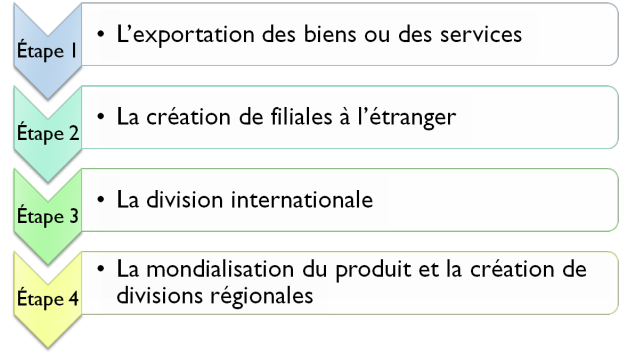 Étape 1
• L’exportation des biens ou des services
Étape 2
• La création de filiales à l’étranger
Étape 3
• La division internationale
Étape 4
• La mondialisation du produit et la création de
divisions régionales